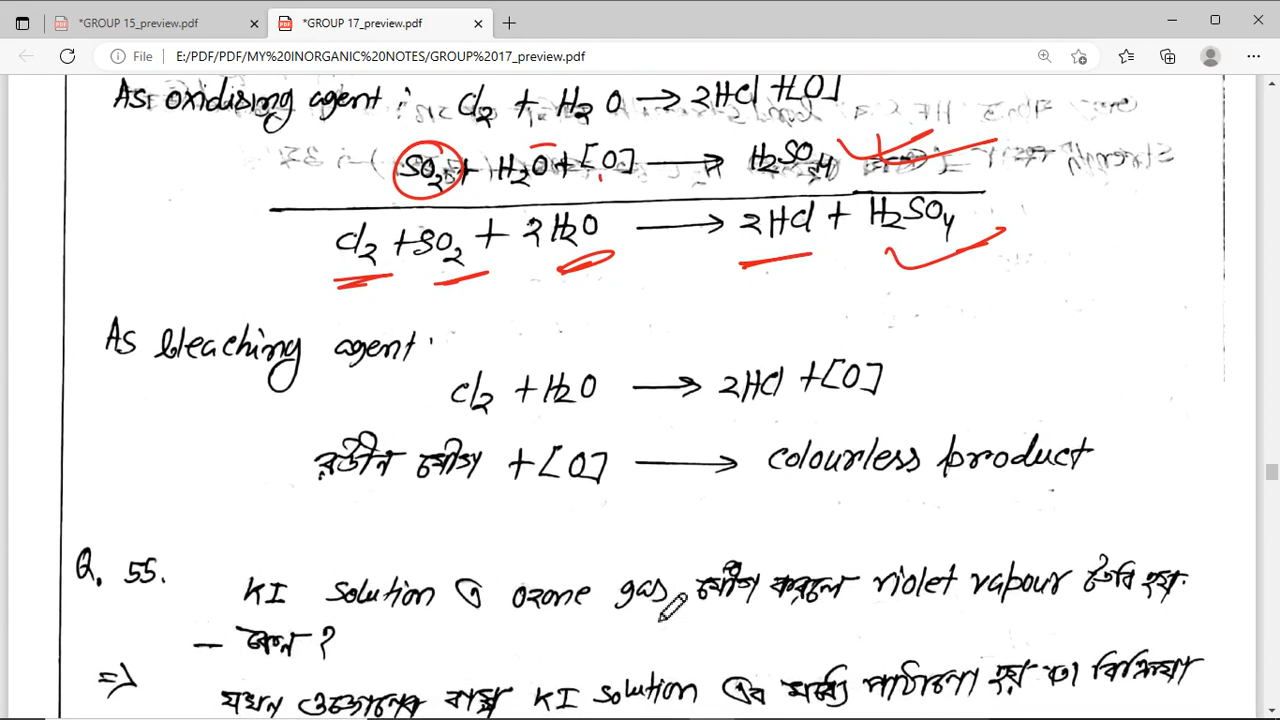 *GROUP 15_preview.pdf
*GROUP 17_preview.pdf
File E:/PDF/PDF/MY%20INORGANIC%20NOTES/GROUP%2017_preview.pdf
As oxidising agent : Cl2 + H2O → 2HCl + [O]
SO2 + H2O + [O] → H2SO4
Cl2 + SO2 + 2H2O → 2HCl + H2SO4
As bleaching agent.
Cl2 + H2O → 2HCl + [O]
রঙীন যৌগ + [O] → colourless product
Q. 55.
KI solution এ ozone gas যোগ করলে violet vapour তৈরি হয়
— কেন ?
⇒ যখন ওজোনের বাষ্প KI solution এর মধ্যে পাঠানো হয় তা বিক্রিয়া